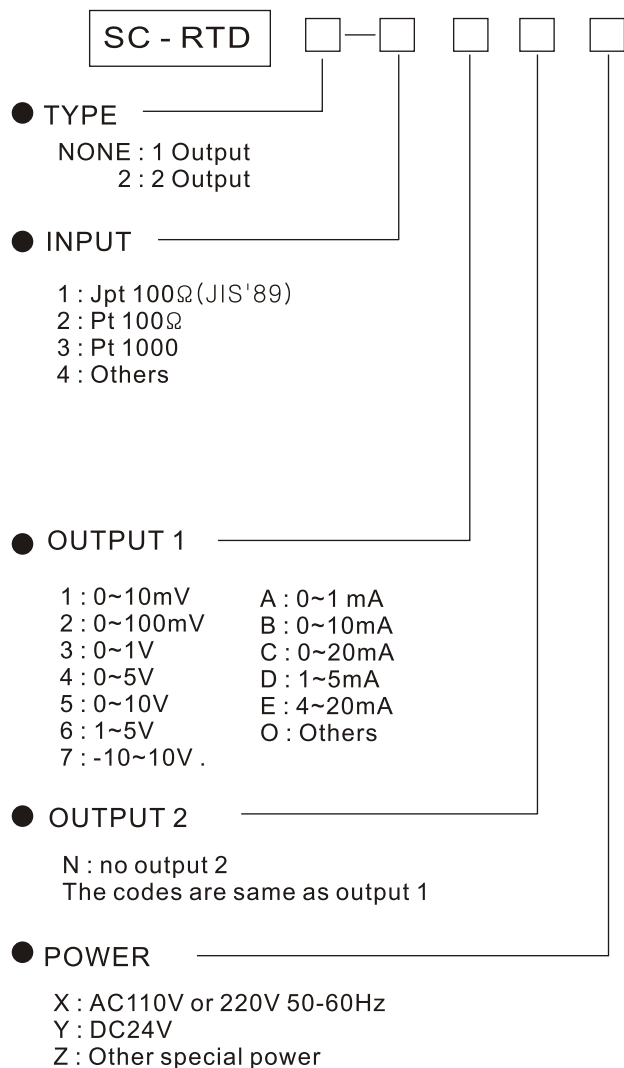 SC - RTD
TYPE
NONE : 1 Output
2 : 2 Output
INPUT
1 : Jpt 100Ω(JIS'89)
2 : Pt 100Ω
3 : Pt 1000
4 : Others
OUTPUT 1
1 : 0~10mV
2 : 0~100mV
3 : 0~1V
4 : 0~5V
5 : 0~10V
6 : 1~5V
7 : -10~10V .
A : 0~1 mA
B : 0~10mA
C : 0~20mA
D : 1~5mA
E : 4~20mA
O : Others
OUTPUT 2
N : no output 2
The codes are same as output 1
POWER
X : AC110V or 220V 50-60Hz
Y : DC24V
Z : Other special power